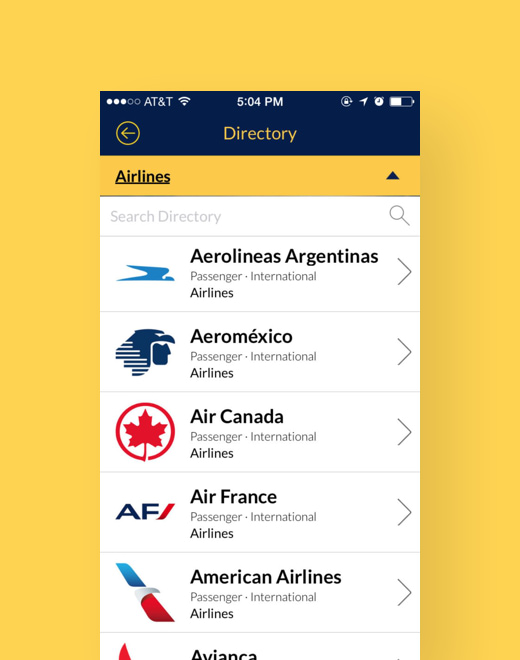 AT&T 5:04 PM
Directory
Airlines
Search Directory
Aerolineas Argentinas
Passenger · International
Airlines
Aeroméxico
Passenger · International
Airlines
Air Canada
Passenger · International
Airlines
AF
Air France
Passenger · International
Airlines
American Airlines
Passenger · International
Airlines
Avianca